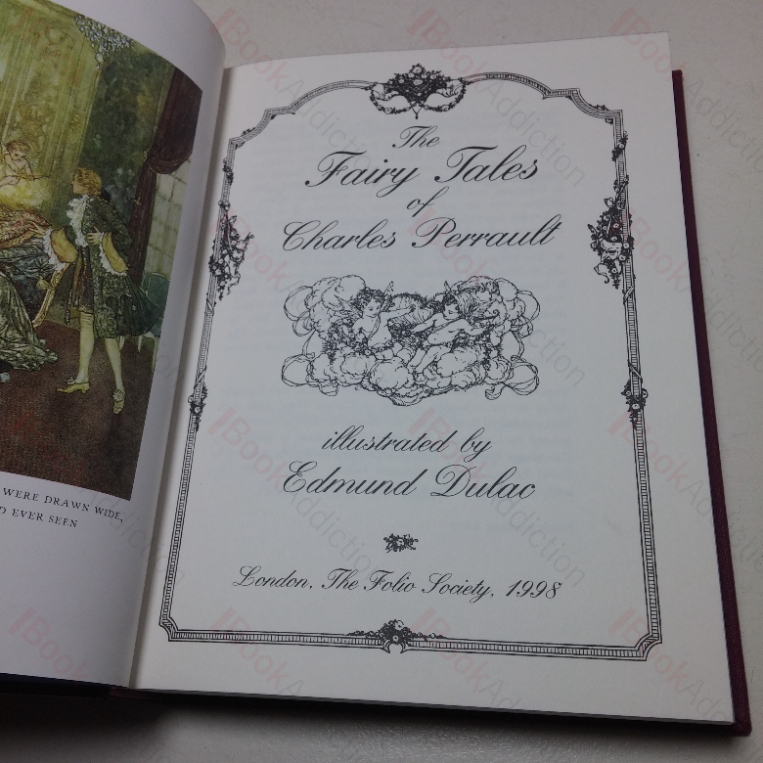 WERE DRAWN WIDE,
EVER SEEN
The
Fairy Tales
of
Charles Perrault
illustrated by
Edmund Dulac
London, The Folio Society, 1998
BookAddiction